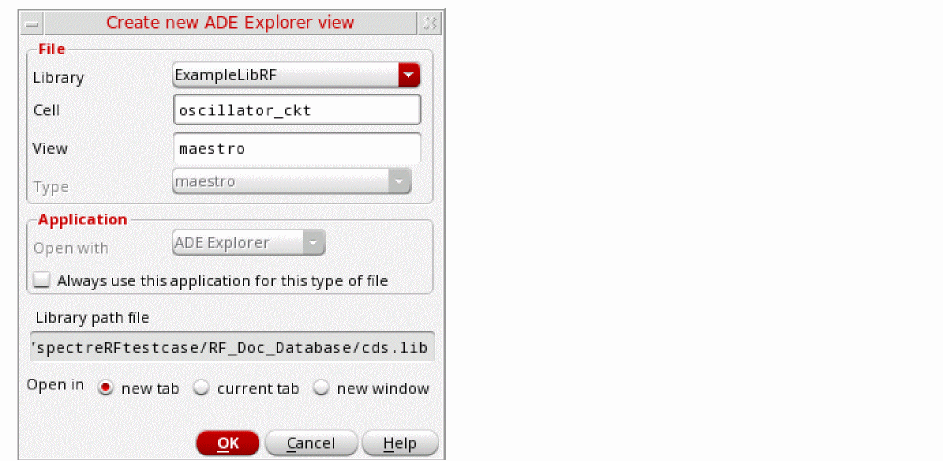 Create new ADE Explorer view
File
Library ExampleLibRF
Cell oscillator_ckt
View maestro
Type maestro
Application
Open with ADE Explorer
Always use this application for this type of file
Library path file
'spectreRFtestcase/RF_Doc_Database/cds.lib
Open in new tab current tab new window
OK Cancel Help